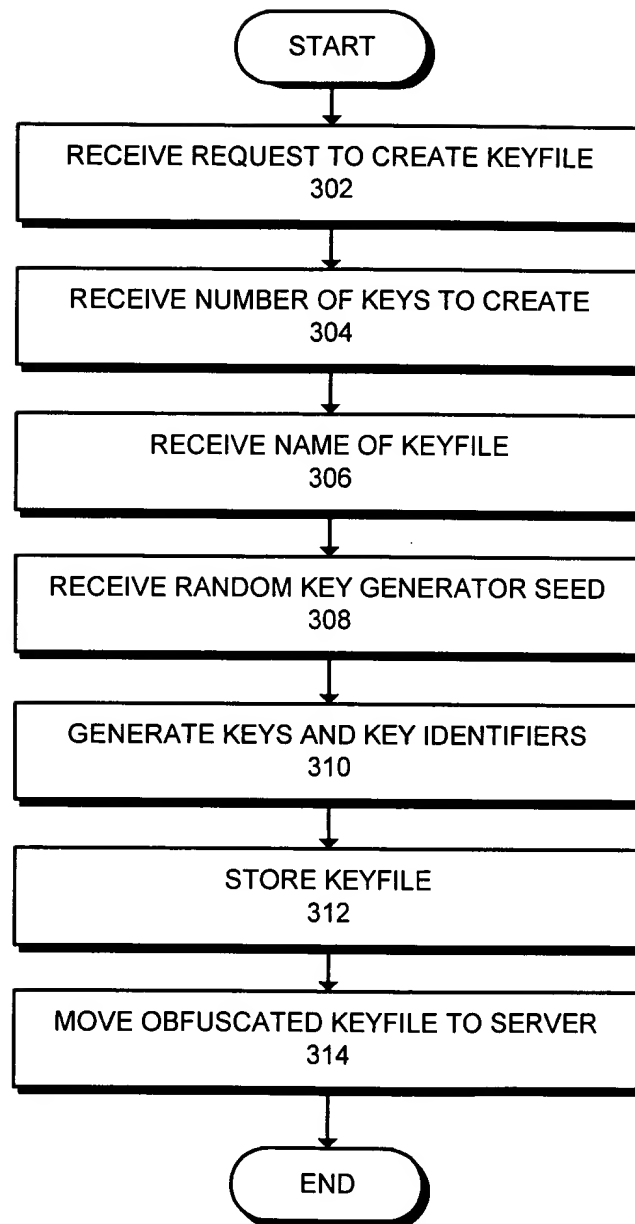 START
RECEIVE REQUEST TO CREATE KEYFILE
302
RECEIVE NUMBER OF KEYS TO CREATE
304
RECEIVE NAME OF KEYFILE
306
RECEIVE RANDOM KEY GENERATOR SEED
308
GENERATE KEYS AND KEY IDENTIFIERS
310
STORE KEYFILE
312
MOVE OBFUSCATED KEYFILE TO SERVER
314
END